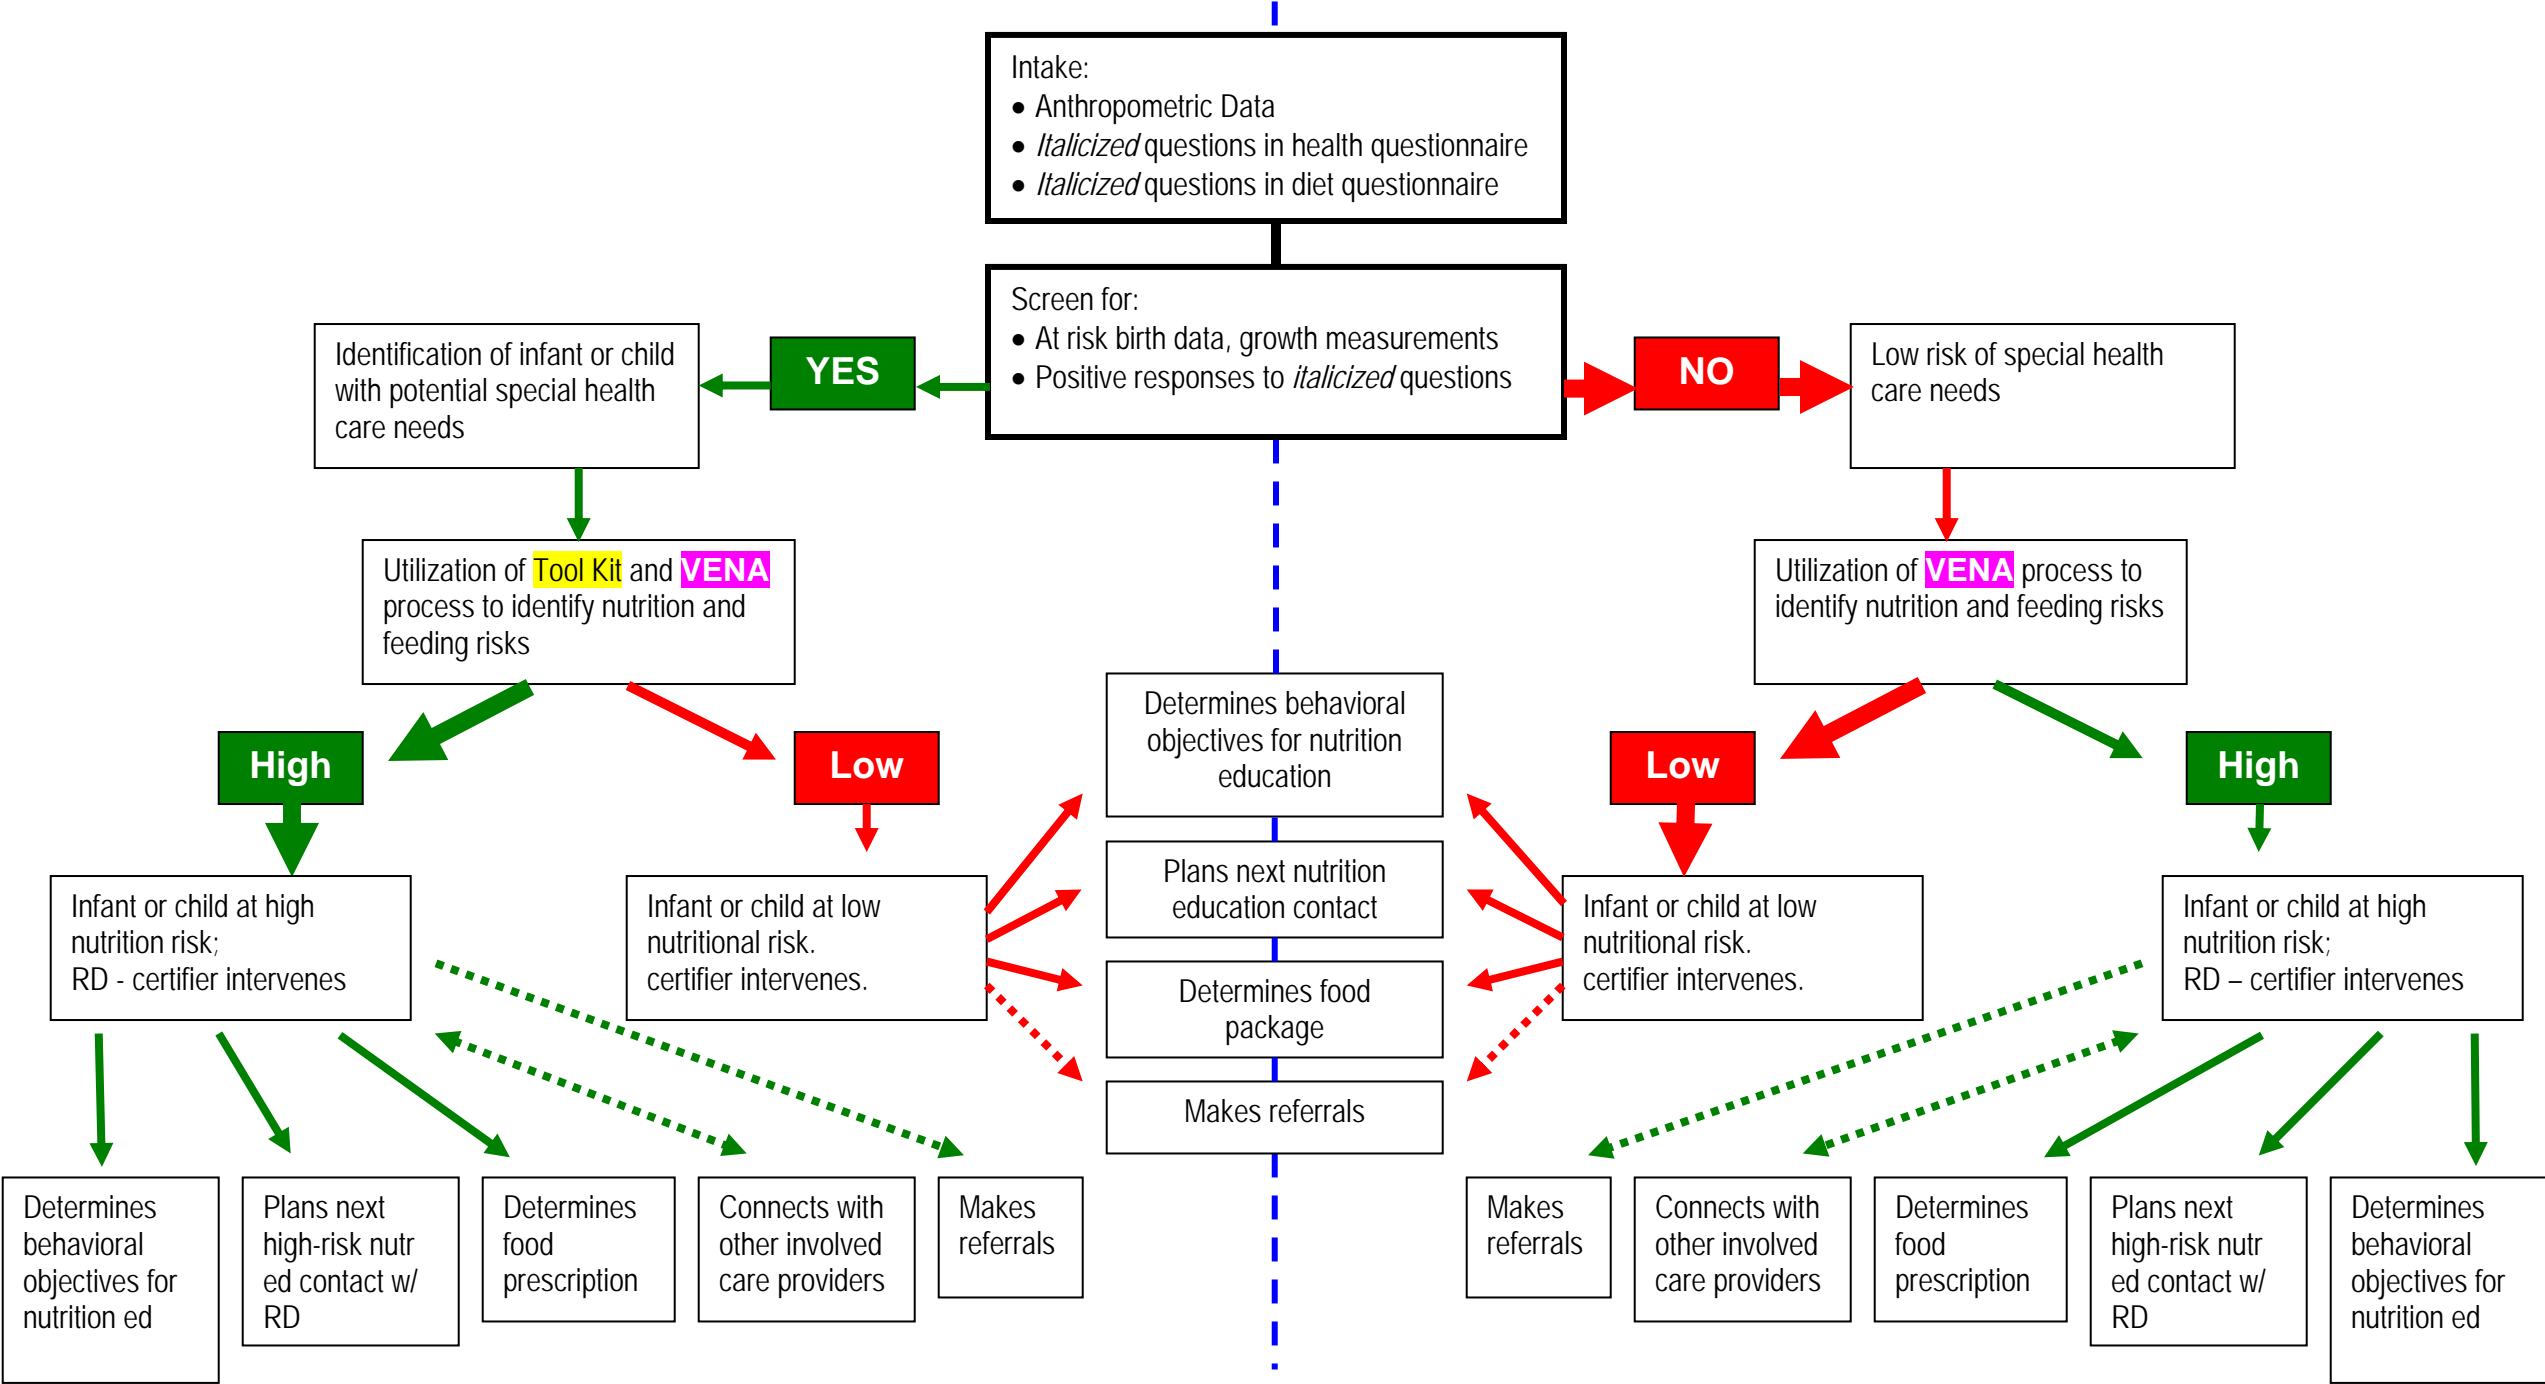 Intake:
• Anthropometric Data
• Italicized questions in health questionnaire
• Italicized questions in diet questionnaire
Screen for:
• At risk birth data, growth measurements
• Positive responses to italicized questions
YES
NO
Identification of infant or child
with potential special health
care needs
Low risk of special health
care needs
Utilization of Tool Kit and VENA
process to identify nutrition and
feeding risks
Utilization of VENA process to
identify nutrition and feeding risks
High
Low
Low
High
Determines behavioral
objectives for nutrition
education
Plans next nutrition
education contact
Determines food
package
Makes referrals
Infant or child at high
nutrition risk;
RD - certifier intervenes
Infant or child at low
nutritional risk.
certifier intervenes.
Infant or child at low
nutritional risk.
certifier intervenes.
Infant or child at high
nutrition risk;
RD – certifier intervenes
Determines
behavioral
objectives for
nutrition ed
Plans next
high-risk nutr
ed contact w/
RD
Determines
food
prescription
Connects with
other involved
care providers
Makes
referrals
Makes
referrals
Connects with
other involved
care providers
Determines
food
prescription
Plans next
high-risk nutr
ed contact w/
RD
Determines
behavioral
objectives for
nutrition ed